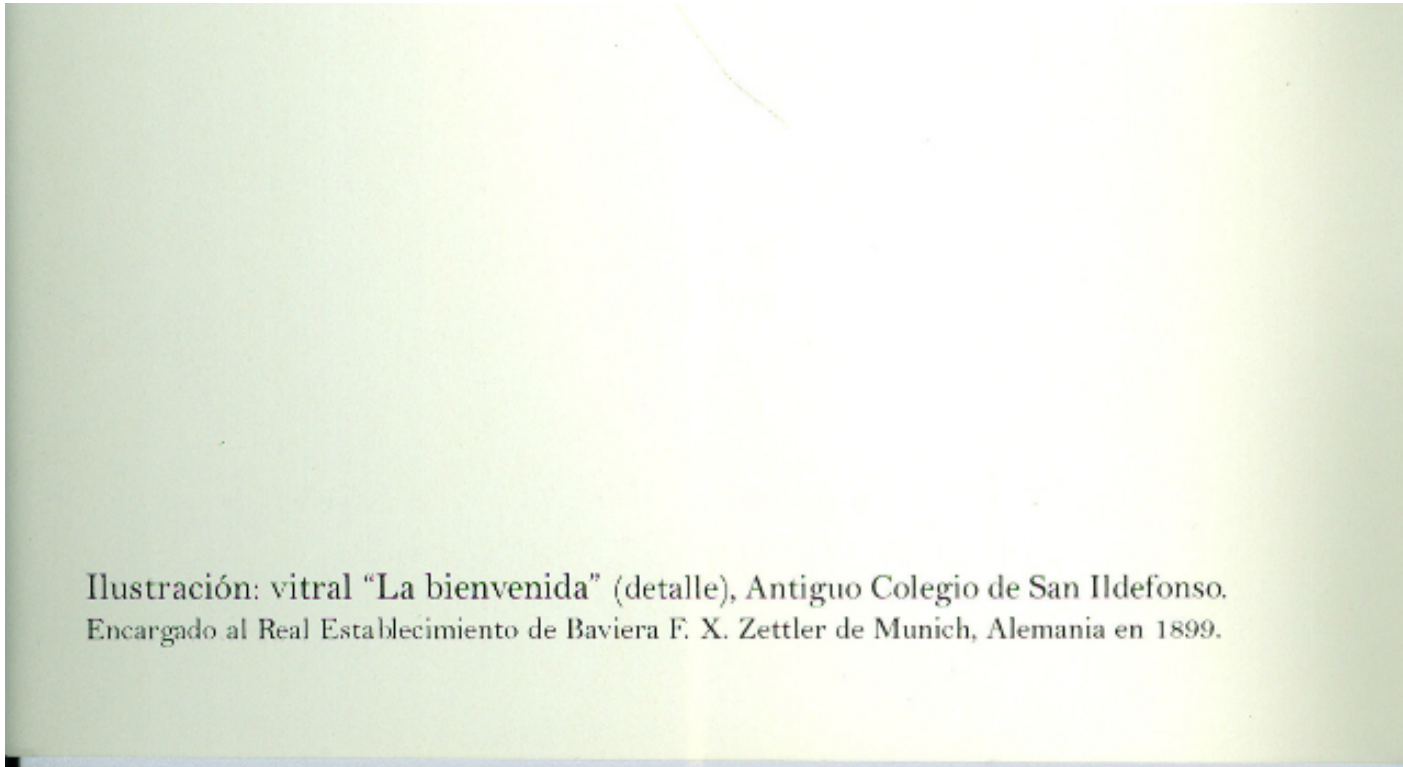 Ilustración: vitral “La bienvenida” (detalle), Antiguo Colegio de San Ildefonso.
Encargado al Real Establecimiento de Baviera F. X. Zettler de Munich, Alemania en 1899.